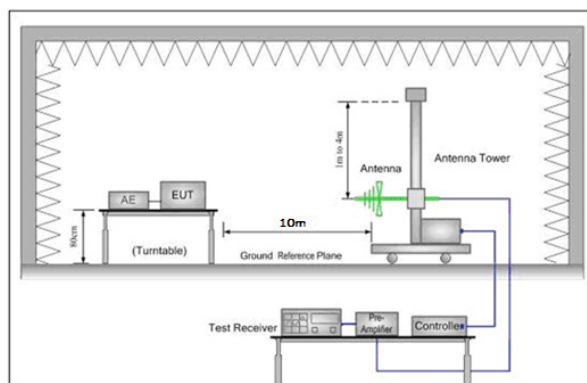 1m to 4m
Antenna
Antenna Tower
AE
EUT
10m
80cm
(Turntable)
Ground Reference Plane
Test Receiver
Pre-
Amplifier
Controller